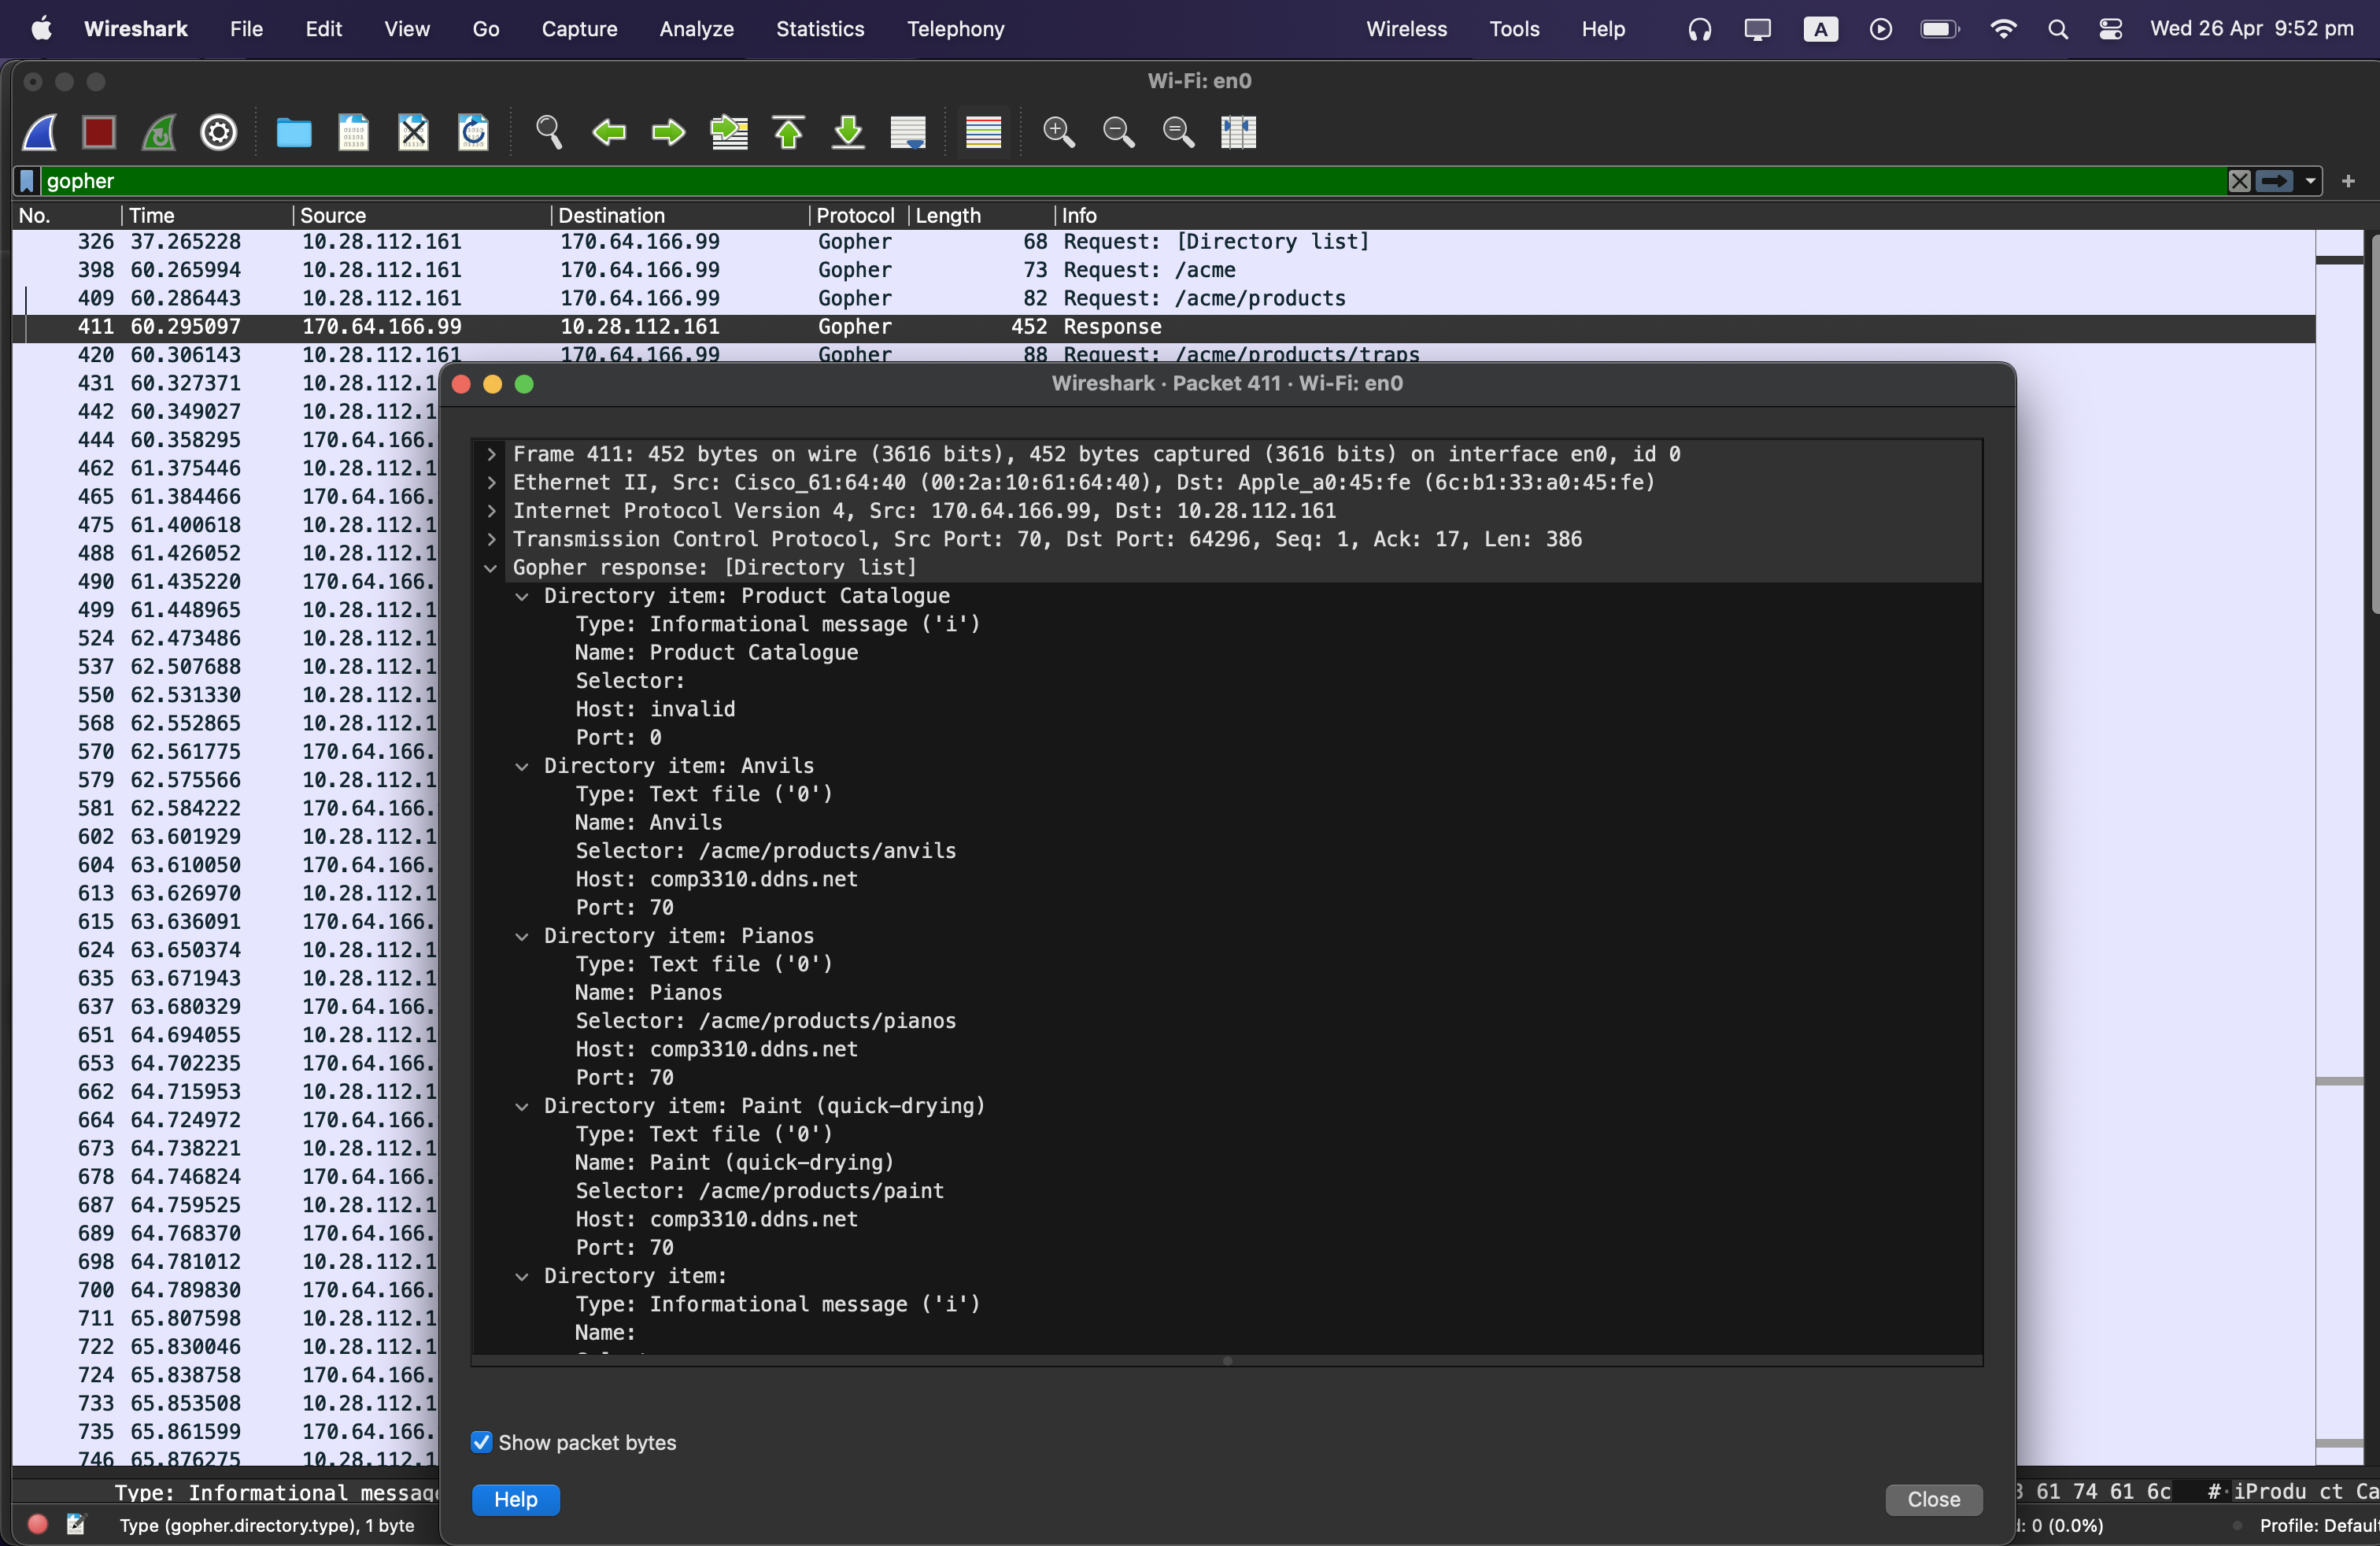 Wireshark File Edit View Go Capture Analyze Statistics Telephony Wireless Tools Help A Wed 26 Apr 9:52 pm
Wi-Fi: en0
gopher
No. Time Source Destination Protocol Length Info
326 37.265228 10.28.112.161 170.64.166.99 Gopher 68 Request: [Directory list]
398 60.265994 10.28.112.161 170.64.166.99 Gopher 73 Request: /acme
409 60.286443 10.28.112.161 170.64.166.99 Gopher 82 Request: /acme/products
411 60.295097 170.64.166.99 10.28.112.161 Gopher 452 Response
420 60.306143 10.28.112.161 170.64.166.99 Gopher 88 Request: /acme/products/traps
431 60.327371 10.28.112.1
442 60.349027 10.28.112.1
444 60.358295 170.64.166.
462 61.375446 10.28.112.1
465 61.384466 170.64.166.
475 61.400618 10.28.112.1
488 61.426052 10.28.112.1
490 61.435220 170.64.166.
499 61.448965 10.28.112.1
524 62.473486 10.28.112.1
537 62.507688 10.28.112.1
550 62.531330 10.28.112.1
568 62.552865 10.28.112.1
570 62.561775 170.64.166.
579 62.575566 10.28.112.1
581 62.584222 170.64.166.
602 63.601929 10.28.112.1
604 63.610050 170.64.166.
613 63.626970 10.28.112.1
615 63.636091 170.64.166.
624 63.650374 10.28.112.1
635 63.671943 10.28.112.1
637 63.680329 170.64.166.
651 64.694055 10.28.112.1
653 64.702235 170.64.166.
662 64.715953 10.28.112.1
664 64.724972 170.64.166.
673 64.738221 10.28.112.1
678 64.746824 170.64.166.
687 64.759525 10.28.112.1
689 64.768370 170.64.166.
698 64.781012 10.28.112.1
700 64.789830 170.64.166.
711 65.807598 10.28.112.1
722 65.830046 10.28.112.1
724 65.838758 170.64.166.
733 65.853508 10.28.112.1
735 65.861599 170.64.166.
746 65.876275 10.28.112.1
Wireshark · Packet 411 · Wi-Fi: en0
Frame 411: 452 bytes on wire (3616 bits), 452 bytes captured (3616 bits) on interface en0, id 0
Ethernet II, Src: Cisco_61:64:40 (00:2a:10:61:64:40), Dst: Apple_a0:45:fe (6c:b1:33:a0:45:fe)
Internet Protocol Version 4, Src: 170.64.166.99, Dst: 10.28.112.161
Transmission Control Protocol, Src Port: 70, Dst Port: 64296, Seq: 1, Ack: 17, Len: 386
Gopher response: [Directory list]
Directory item: Product Catalogue
Type: Informational message ('i')
Name: Product Catalogue
Selector:
Host: invalid
Port: 0
Directory item: Anvils
Type: Text file ('0')
Name: Anvils
Selector: /acme/products/anvils
Host: comp3310.ddns.net
Port: 70
Directory item: Pianos
Type: Text file ('0')
Name: Pianos
Selector: /acme/products/pianos
Host: comp3310.ddns.net
Port: 70
Directory item: Paint (quick-drying)
Type: Text file ('0')
Name: Paint (quick-drying)
Selector: /acme/products/paint
Host: comp3310.ddns.net
Port: 70
Directory item:
Type: Informational message ('i')
Name:
Show packet bytes
Help Close
Type: Informational message 61 74 61 6c #·iProdu ct Ca
Type (gopher.directory.type), 1 byte : 0 (0.0%) Profile: Default